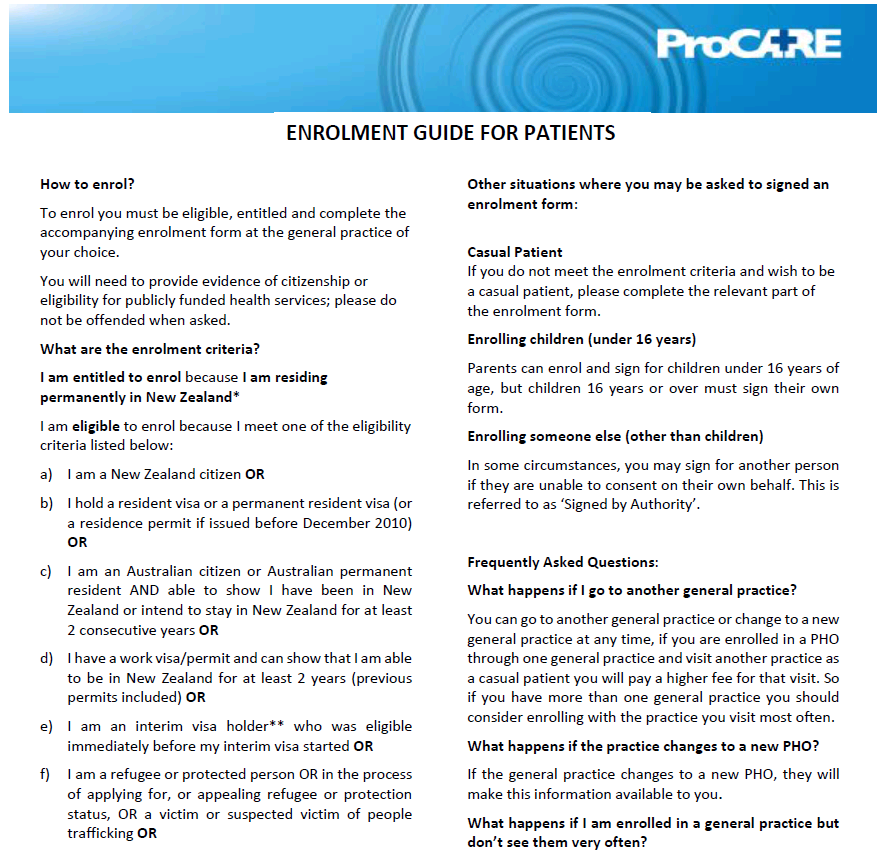 ProCARE
ENROLMENT GUIDE FOR PATIENTS
How to enrol?
To enrol you must be eligible, entitled and complete the
accompanying enrolment form at the general practice of
your choice.
You will need to provide evidence of citizenship or
eligibility for publicly funded health services; please do
not be offended when asked.
What are the enrolment criteria?
I am entitled to enrol because I am residing
permanently in New Zealand*
I am eligible to enrol because I meet one of the eligibility
criteria listed below:
a) I am a New Zealand citizen OR
b) I hold a resident visa or a permanent resident visa (or
a residence permit if issued before December 2010)
OR
c) I am an Australian citizen or Australian permanent
resident AND able to show I have been in New
Zealand or intend to stay in New Zealand for at least
2 consecutive years OR
d) I have a work visa/permit and can show that I am able
to be in New Zealand for at least 2 years (previous
permits included) OR
e) I am an interim visa holder** who was eligible
immediately before my interim visa started OR
f) I am a refugee or protected person OR in the process
of applying for, or appealing refugee or protection
status, OR a victim or suspected victim of people
trafficking OR
Other situations where you may be asked to signed an
enrolment form:
Casual Patient
If you do not meet the enrolment criteria and wish to be
a casual patient, please complete the relevant part of
the enrolment form.
Enrolling children (under 16 years)
Parents can enrol and sign for children under 16 years of
age, but children 16 years or over must sign their own
form.
Enrolling someone else (other than children)
In some circumstances, you may sign for another person
if they are unable to consent on their own behalf. This is
referred to as ‘Signed by Authority’.
Frequently Asked Questions:
What happens if I go to another general practice?
You can go to another general practice or change to a new
general practice at any time, if you are enrolled in a PHO
through one general practice and visit another practice as
a casual patient you will pay a higher fee for that visit. So
if you have more than one general practice you should
consider enrolling with the practice you visit most often.
What happens if the practice changes to a new PHO?
If the general practice changes to a new PHO, they will
make this information available to you.
What happens if I am enrolled in a general practice but
don’t see them very often?